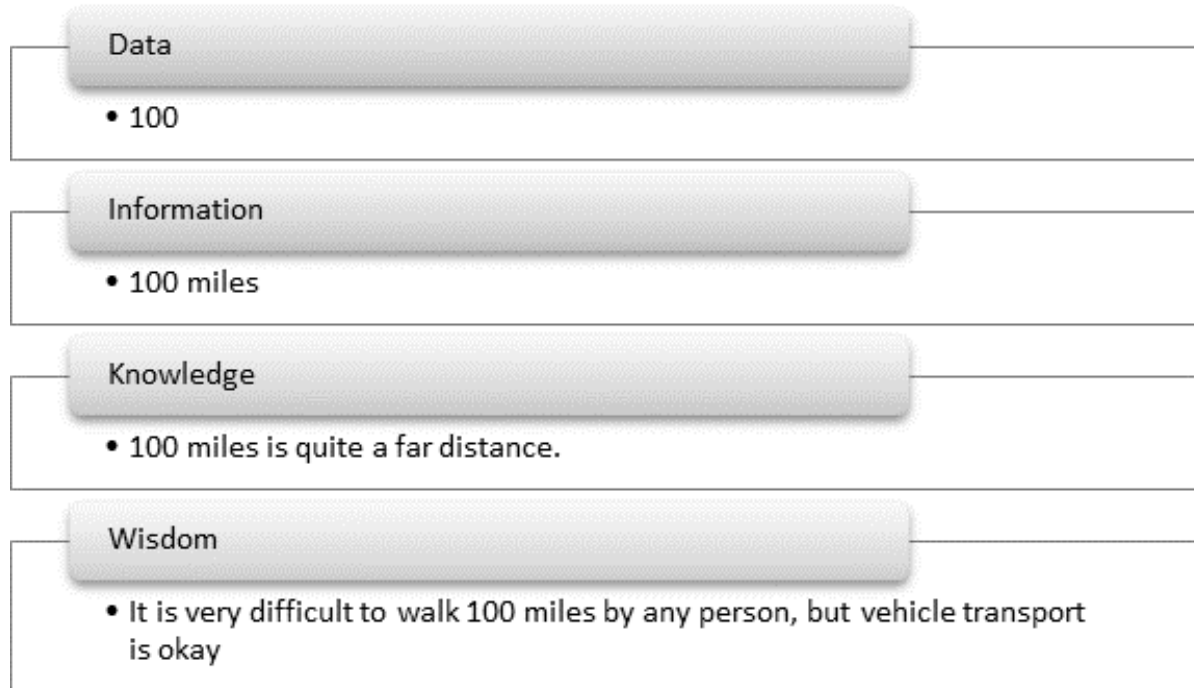 Data
• 100
Information
• 100 miles
Knowledge
• 100 miles is quite a far distance.
Wisdom
• It is very difficult to walk 100 miles by any person, but vehicle transport
is okay